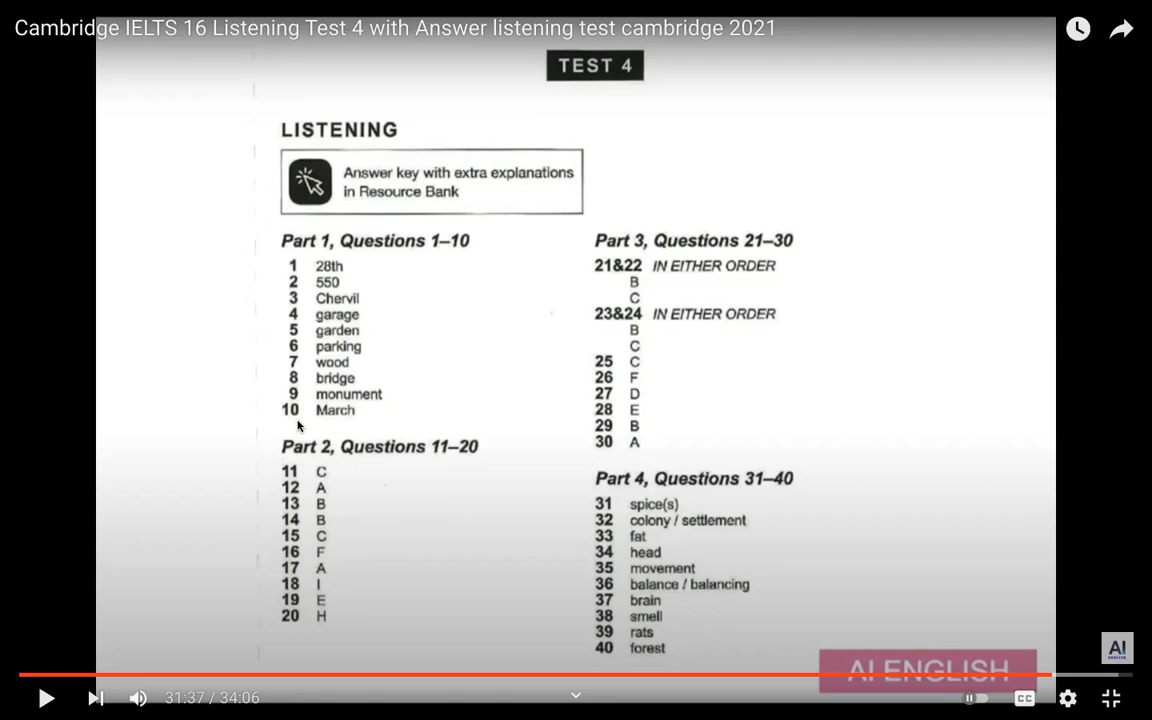 Cambridge IELTS 16 Listening Test 4 with Answer listening test cambridge 2021
TEST 4
LISTENING
Answer key with extra explanations
in Resource Bank
Part 1, Questions 1–10
1 28th
2 550
3 Chervil
4 garage
5 garden
6 parking
7 wood
8 bridge
9 monument
10 March
Part 2, Questions 11–20
11 C
12 A
13 B
14 B
15 C
16 F
17 A
18 I
19 E
20 H
Part 3, Questions 21–30
21&22 IN EITHER ORDER
B
C
23&24 IN EITHER ORDER
B
C
25 C
26 F
27 D
28 E
29 B
30 A
Part 4, Questions 31–40
31 spice(s)
32 colony / settlement
33 fat
34 head
35 movement
36 balance / balancing
37 brain
38 smell
39 rats
40 forest
AI
AI ENGLISH
31:37 / 34:06
CC